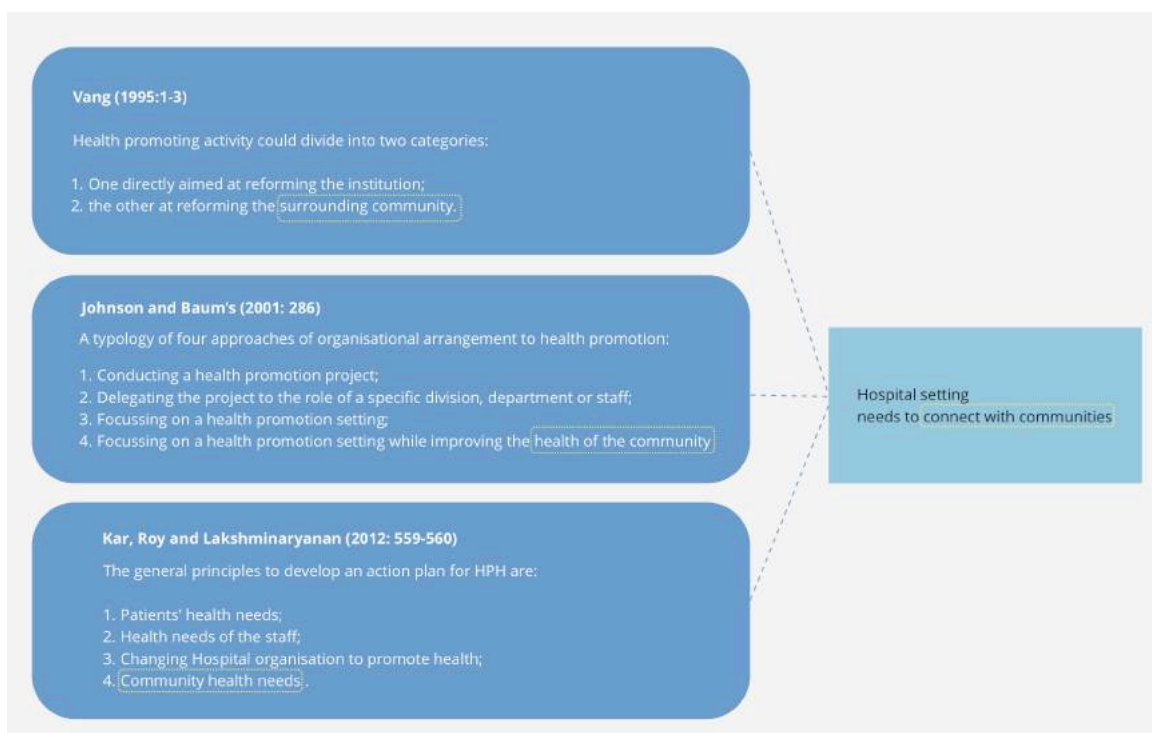 Vang (1995:1-3)
Health promoting activity could divide into two categories:
1. One directly aimed at reforming the institution;
2. the other at reforming the surrounding community.
Johnson and Baum's (2001: 286)
A typology of four approaches of organisational arrangement to health promotion:
1. Conducting a health promotion project;
2. Delegating the project to the role of a specific division, department or staff;
3. Focussing on a health promotion setting;
4. Focussing on a health promotion setting while improving the health of the community
Kar, Roy and Lakshminaryanan (2012: 559-560)
The general principles to develop an action plan for HPH are:
1. Patients' health needs;
2. Health needs of the staff;
3. Changing Hospital organisation to promote health;
4. Community health needs .
Hospital setting
needs to connect with communities